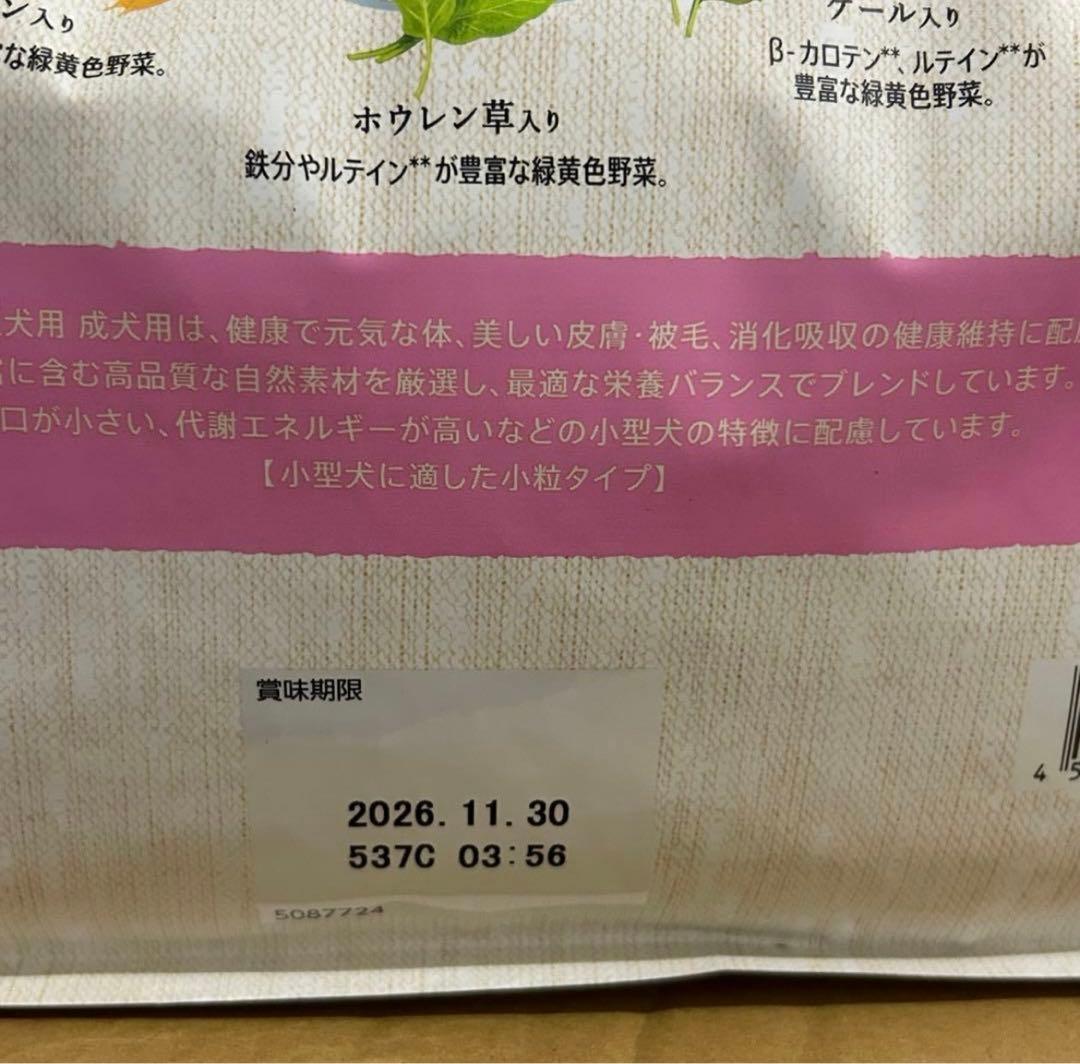 ン入り
な緑黄色野菜。
ホウレン草入り
鉄分やルテイン**が豊富な緑黄色野菜。
ケール入り
β-カロテン**、ルテイン**が
豊富な緑黄色野菜。
犬用 成犬用は、健康で元気な体、美しい皮膚・被毛、消化吸収の健康維持に配
に含む高品質な自然素材を厳選し、最適な栄養バランスでブレンドしています。
口が小さい、代謝エネルギーが高いなどの小型犬の特徴に配慮しています。
【小型犬に適した小粒タイプ】
賞味期限
2026. 11. 30
537C 03:56
5087724
4 5